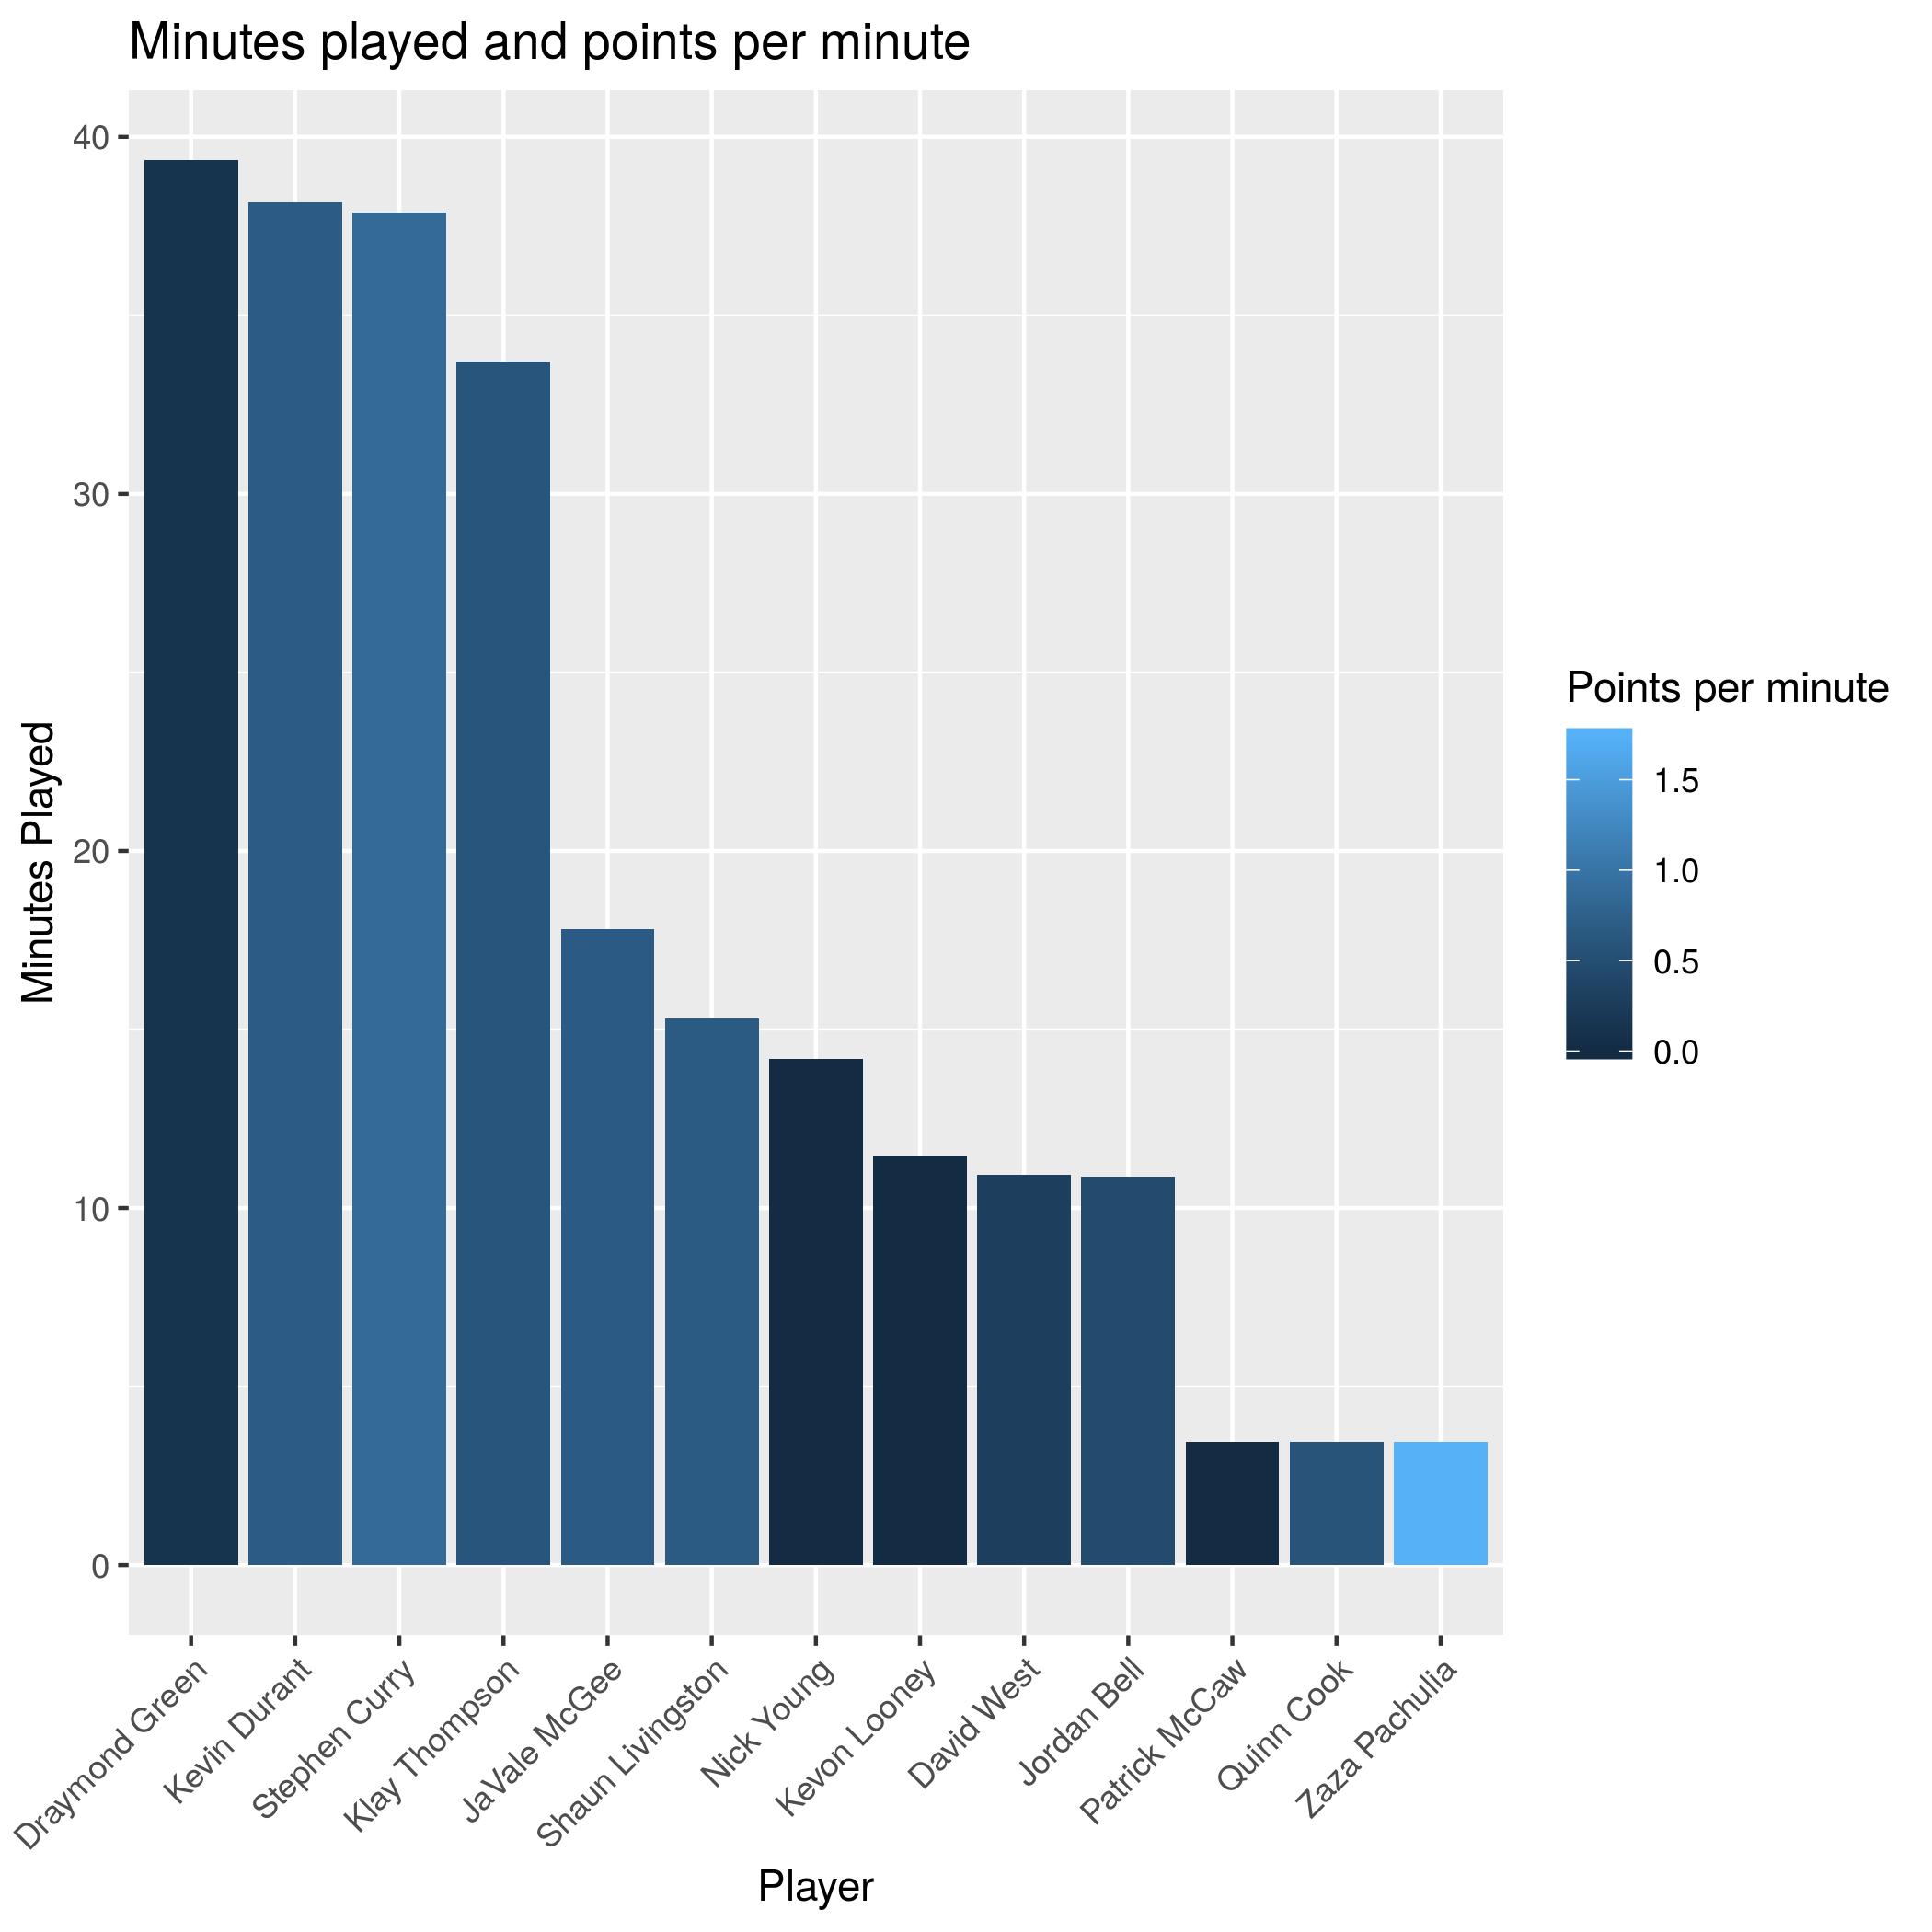 Minutes played and points per minute
Minutes Played
40
30
20
10
0
Draymond Green
Kevin Durant
Stephen Curry
Klay Thompson
JaVale McGee
Shaun Livingston
Nick Young
Kevon Looney
David West
Jordan Bell
Patrick McCaw
Quinn Cook
Zaza Pachulia
Player
Points per minute
1.5
1.0
0.5
0.0